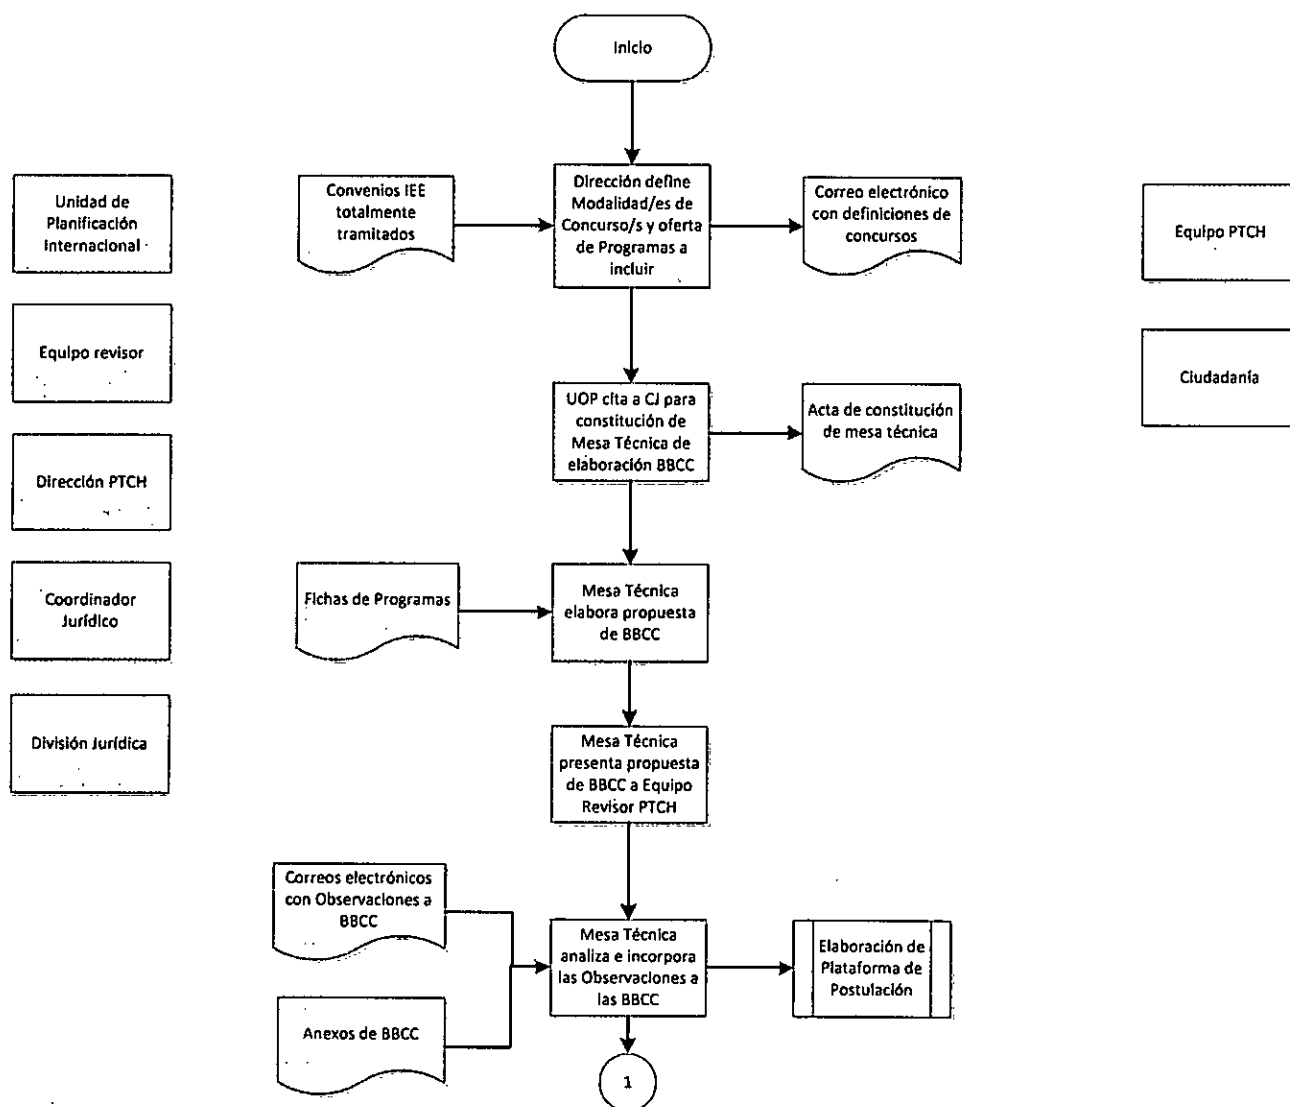 Inicio
Unidad de
Planificación
Internacional
Convenios IEE
totalmente
tramitados
Dirección define
Modalidad/es de
Concurso/s y oferta
de Programas a
incluir
Correo electrónico
con definiciones de
concursos
Equipo PTCH
Equipo revisor
UOP cita a CJ para
constitución de
Mesa Técnica de
elaboración BBCC
Acta de constitución
de mesa técnica
Ciudadanía
Dirección PTCH
Coordinador
Jurídico
Fichas de Programas
Mesa Técnica
elabora propuesta
de BBCC
División Jurídica
Mesa Técnica
presenta propuesta
de BBCC a Equipo
Revisor PTCH
Correos electrónicos
con Observaciones a
BBCC
Mesa Técnica
analiza e incorpora
las Observaciones a
las BBCC
Elaboración de
Plataforma de
Postulación
Anexos de BBCC
1